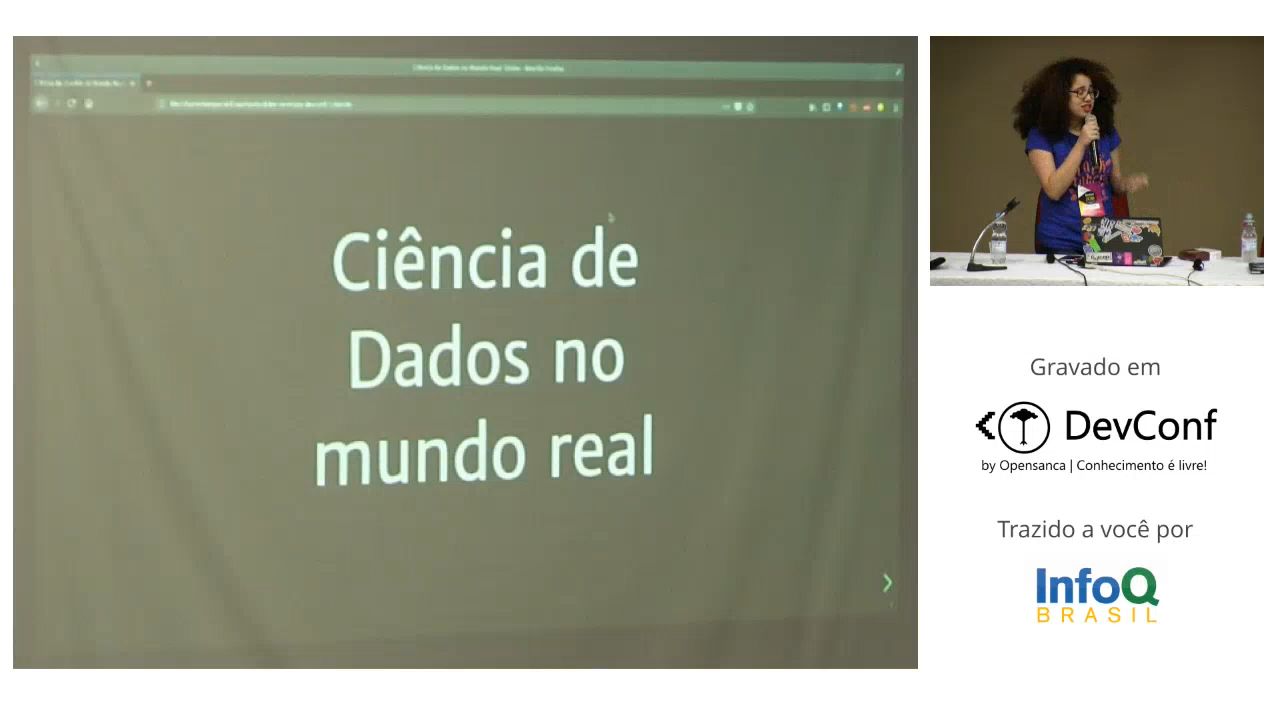 Ciência de
Dados no
mundo real
Gravado em
DevConf
by Opensanca | Conhecimento é livre!
Trazido a você por
InfoQ
BRASIL